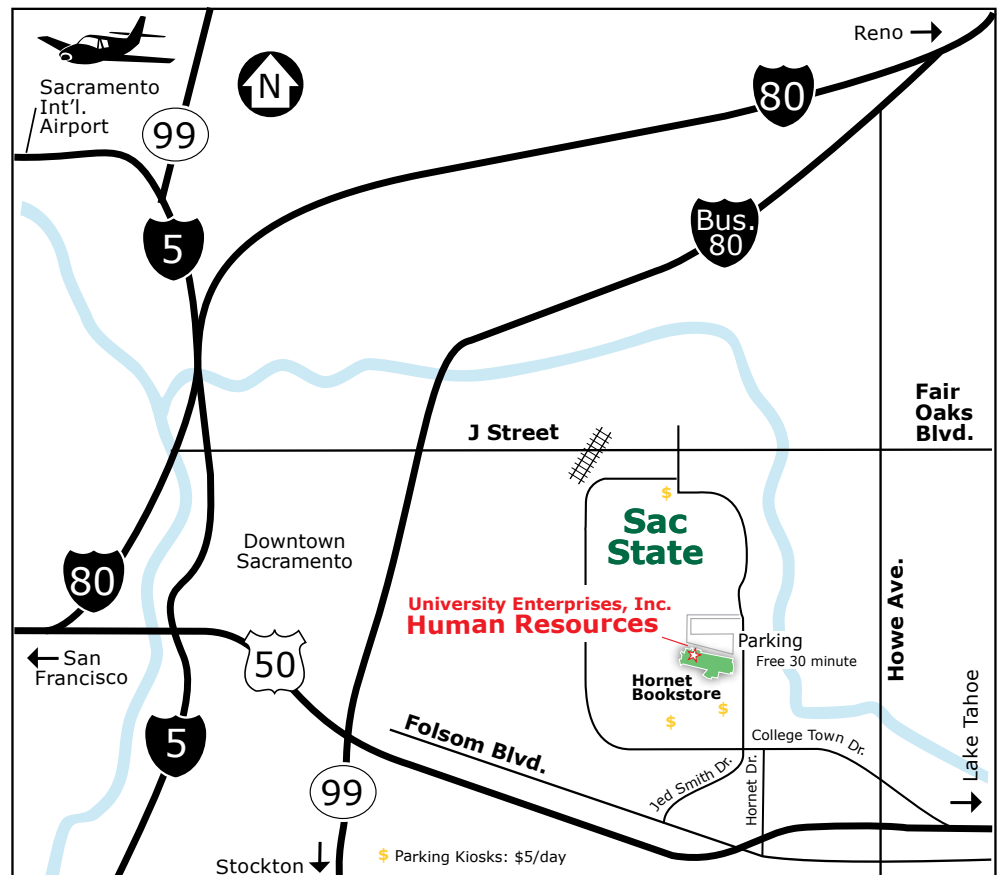 Reno
80
N
Sacramento
Int'l.
Airport
99
5
Bus.
80
Fair
Oaks
Blvd.
J Street
$
Sac
State
Downtown
Sacramento
80
University Enterprises, Inc.
Human Resources
Parking
Free 30 minute
Howe Ave.
San
Francisco
50
Hornet
Bookstore
$
$
5
Folsom Blvd.
College Town Dr.
Lake Tahoe
Jed Smith Dr.
Hornet Dr.
99
Stockton
$ Parking Kiosks: $5/day